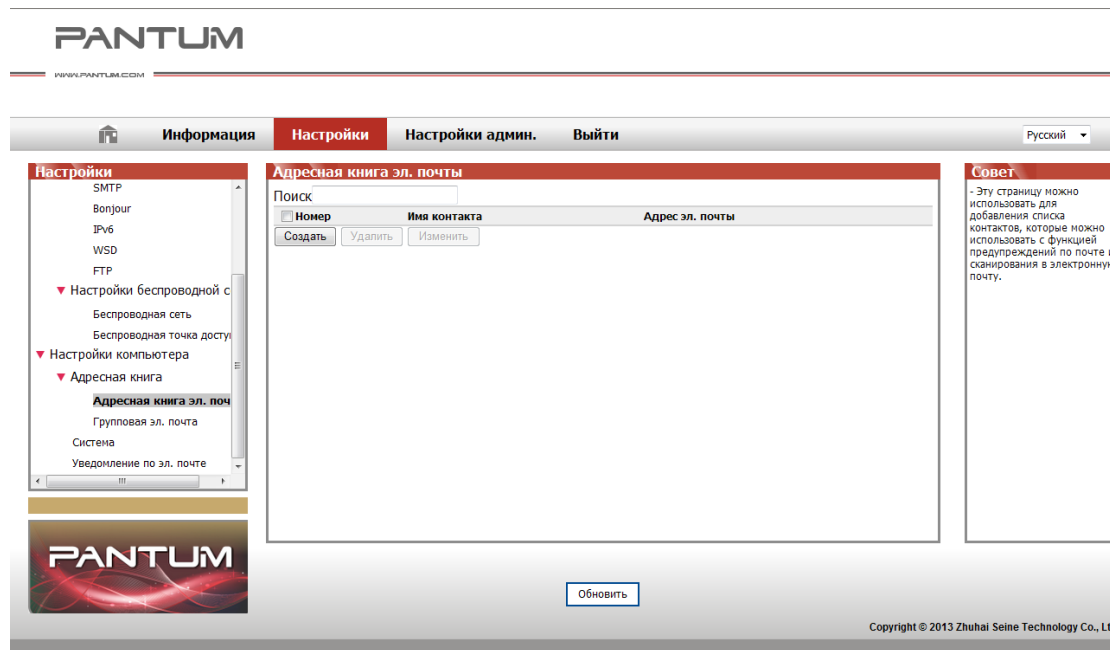 PANTUM
WWW.PANTUM.COM
Информация Настройки Настройки админ. Выйти Русский
Настройки
SMTP
Bonjour
IPv6
WSD
FTP
Настройки беспроводной с
Беспроводная сеть
Беспроводная точка досту
Настройки компьютера
Адресная книга
Адресная книга эл. поч
Групповая эл. почта
Система
Уведомление по эл. почте
PANTUM
Адресная книга эл. почты
Поиск
Номер Имя контакта Адрес эл. почты
Создать Удалить Изменить
Обновить
Совет
- Эту страницу можно
использовать для
добавления списка
контактов, которые можно
использовать с функцией
предупреждений по почте и
сканирования в электронную
почту.
Copyright © 2013 Zhuhai Seine Technology Co., Lt